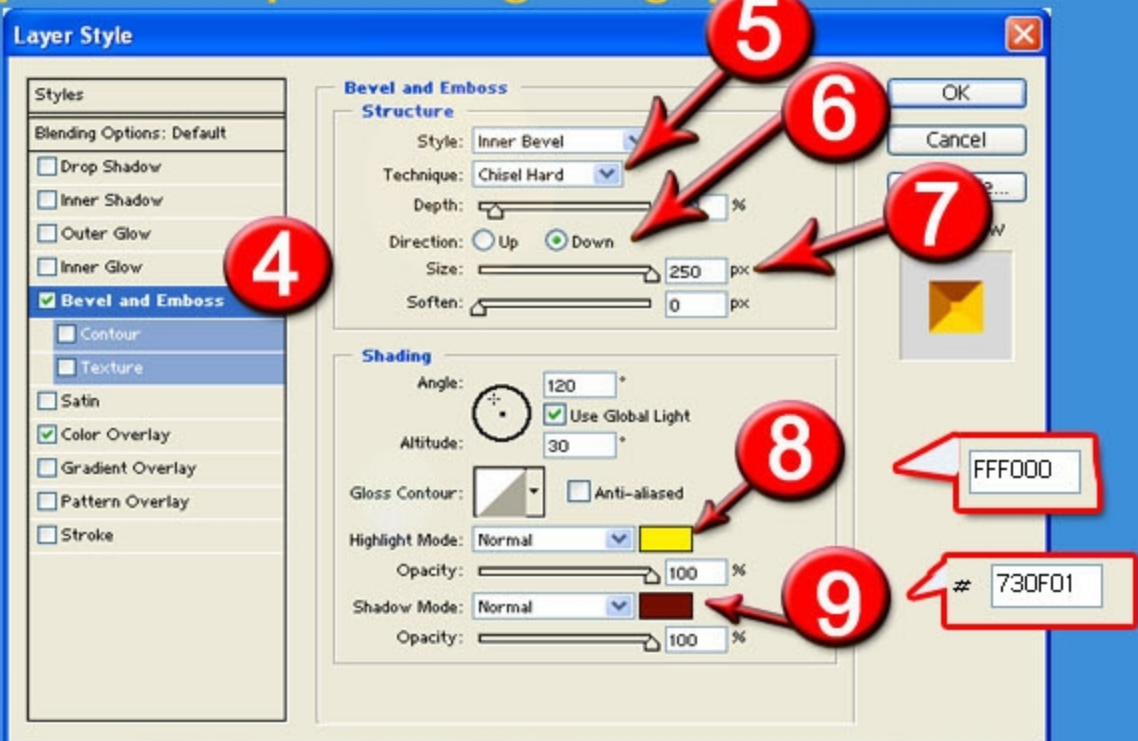 Layer Style
5
Styles
Blending Options: Default
Drop Shadow
Inner Shadow
Outer Glow
Inner Glow
Bevel and Emboss
Contour
Texture
Satin
Color Overlay
Gradient Overlay
Pattern Overlay
Stroke
4
Bevel and Emboss
Structure
Style: Inner Bevel
Technique: Chisel Hard
Depth: %
Direction: Up Down
Size: 250 px
Soften: 0 px
6
7
Shading
Angle: 120 °
Use Global Light
Altitude: 30 °
Gloss Contour: Anti-aliased
Highlight Mode: Normal
Opacity: 100 %
Shadow Mode: Normal
Opacity: 100 %
8
9
OK
Cancel
FFF000
# 730F01